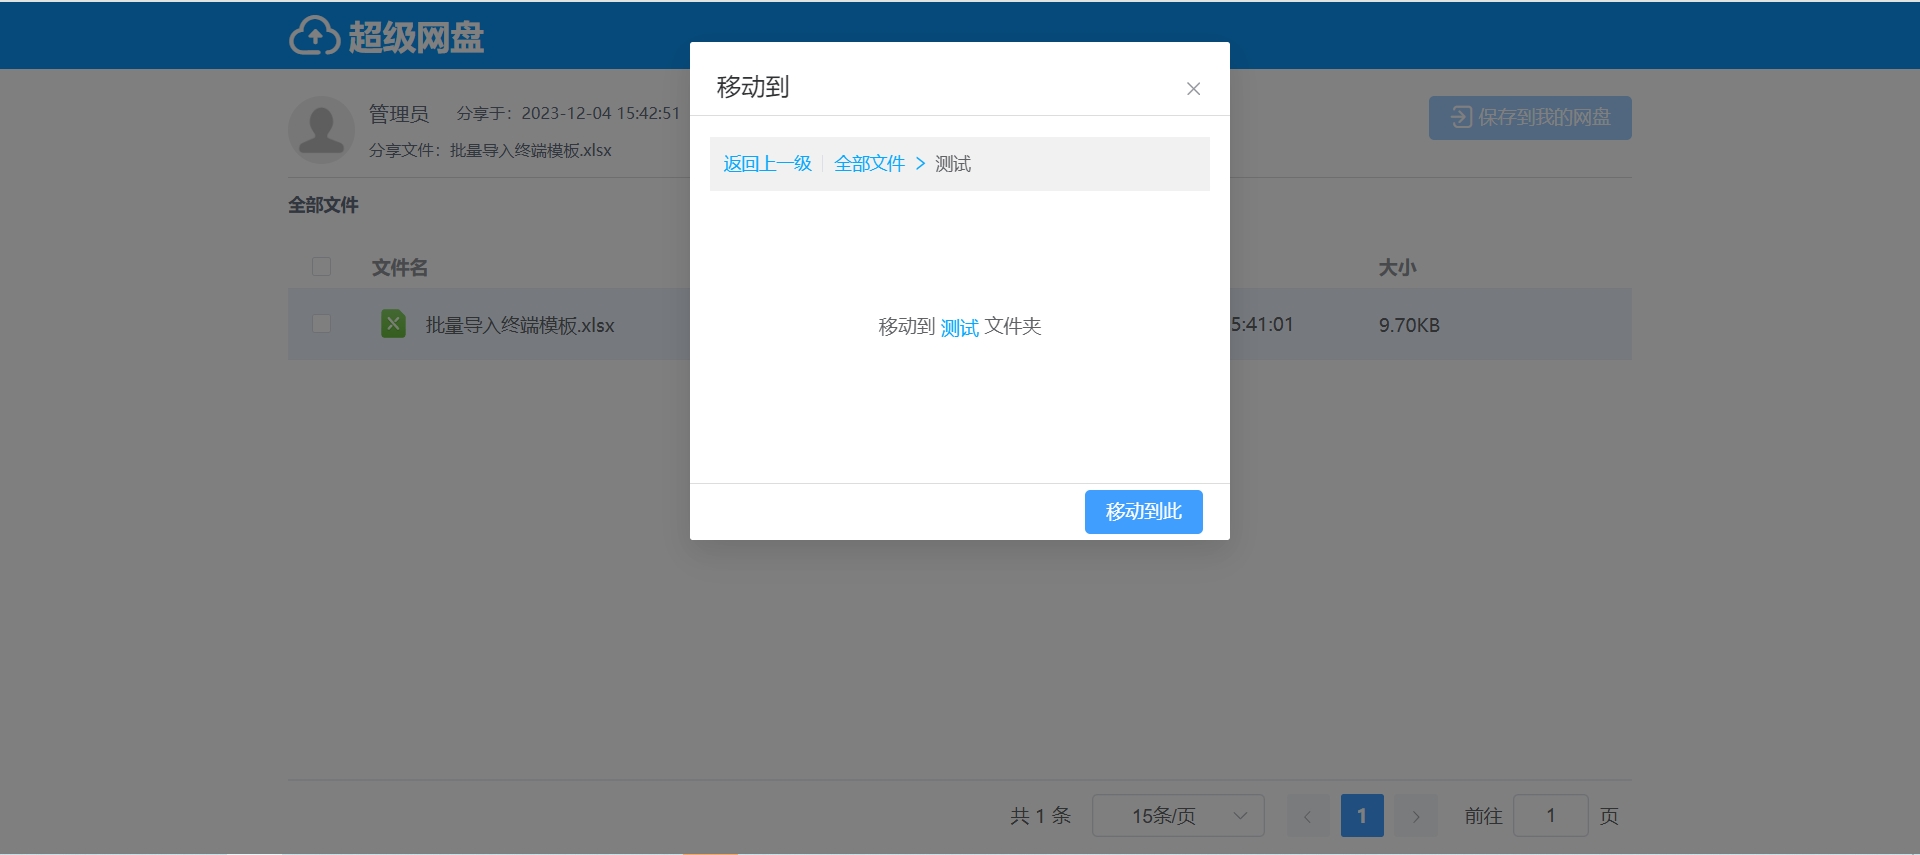 超级网盘
管理员 分享于：2023-12-04 15:42:51
分享文件：批量导入终端模板.xlsx
保存到我的网盘
全部文件
文件名 大小
批量导入终端模板.xlsx 5:41:01 9.70KB
移动到
返回上一级 全部文件 > 测试
移动到 测试 文件夹
移动到此
共 1 条 15条/页 1 前往 1 页